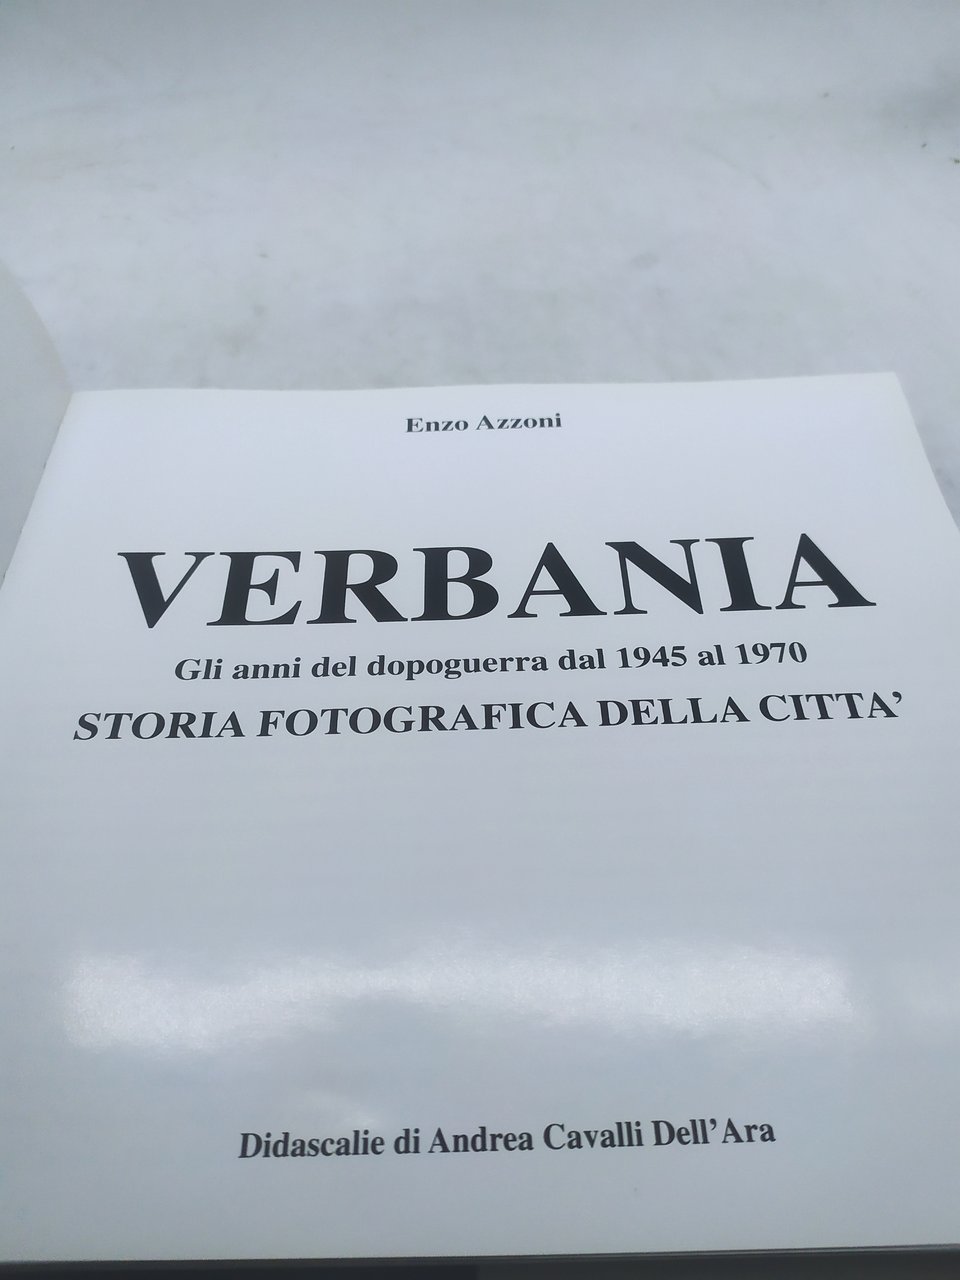 Enzo Azzoni
VERBANIA
Gli anni del dopoguerra dal 1945 al 1970
STORIA FOTOGRAFICA DELLA CITTA’
Didascalie di Andrea Cavalli Dell’Ara